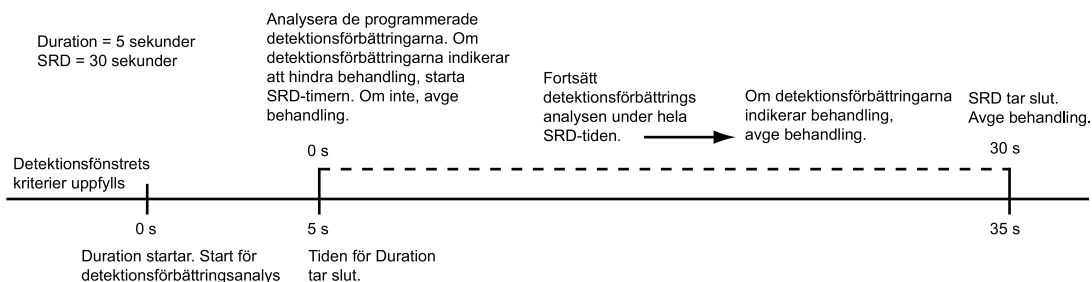 Duration = 5 sekunder
SRD = 30 sekunder
Analysera de programmerade
detektionsförbättringarna. Om
detektionsförbättringarna indikerar
att hindra behandling, starta
SRD-timern. Om inte, avge
behandling.
Fortsätt
detektionsförbättrings
analysen under hela
SRD-tiden.
Om detektionsförbättringarna
indikerar behandling,
avge behandling.
SRD tar slut.
Avge behandling.
0 s
30 s
Detektionsfönstrets
kriterier uppfylls
0 s
5 s
35 s
Duration startar. Start för
detektionsförbättringsanalys
Tiden för Duration
tar slut.